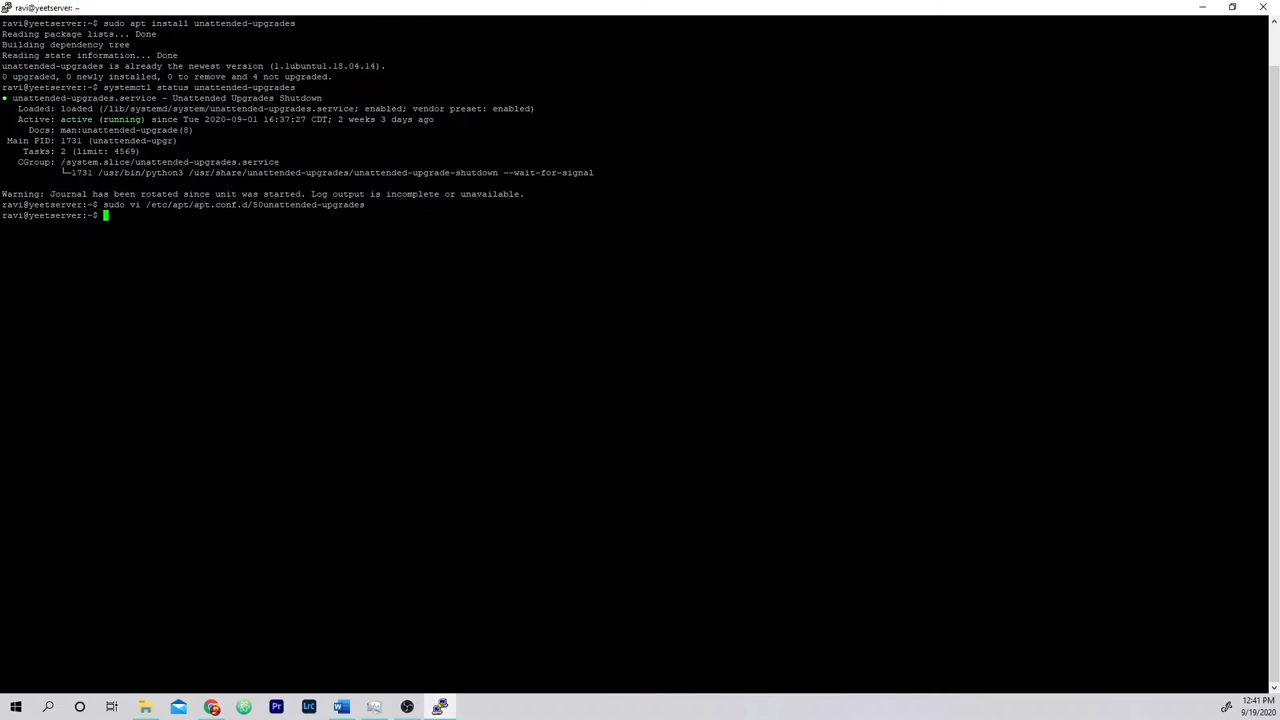 ravi@yeetserver: ~
ravi@yeetserver:~$ sudo apt install unattended-upgrades
Reading package lists... Done
Building dependency tree
Reading state information... Done
unattended-upgrades is already the newest version (1.1ubuntu1.18.04.14).
0 upgraded, 0 newly installed, 0 to remove and 4 not upgraded.
ravi@yeetserver:~$ systemctl status unattended-upgrades
● unattended-upgrades.service - Unattended Upgrades Shutdown
Loaded: loaded (/lib/systemd/system/unattended-upgrades.service; enabled; vendor preset: enabled)
Active: active (running) since Tue 2020-09-01 16:37:27 CDT; 2 weeks 3 days ago
Docs: man:unattended-upgrade(8)
Main PID: 1731 (unattended-upgr)
Tasks: 2 (limit: 4569)
CGroup: /system.slice/unattended-upgrades.service
└─1731 /usr/bin/python3 /usr/share/unattended-upgrades/unattended-upgrade-shutdown --wait-for-signal
Warning: Journal has been rotated since unit was started. Log output is incomplete or unavailable.
ravi@yeetserver:~$ sudo vi /etc/apt/apt.conf.d/50unattended-upgrades
ravi@yeetserver:~$
Pr
Lrc
W
12:41 PM
9/19/2020